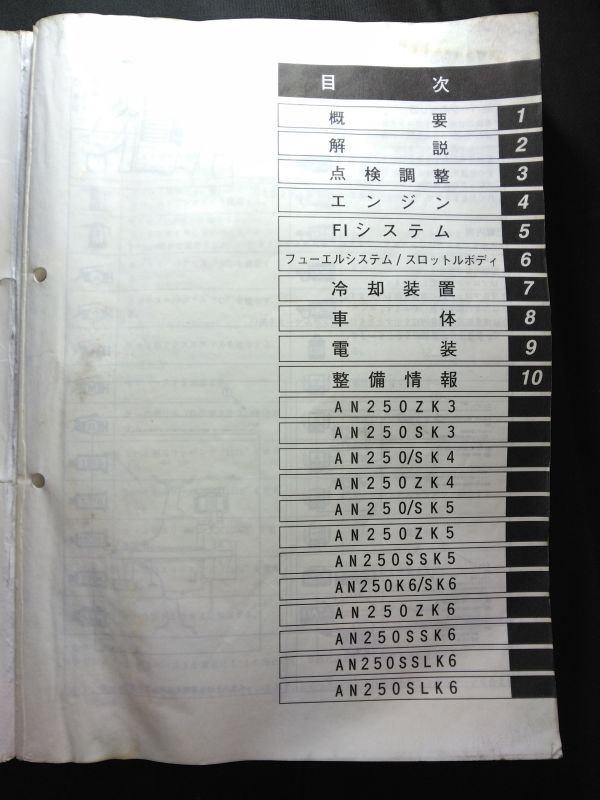 目次
概要 1
解説 2
点検調整 3
エンジン 4
FIシステム 5
フューエルシステム/スロットルボディ 6
冷却装置 7
車体 8
電装 9
整備情報 10
AN250ZK3
AN250SK3
AN250/SK4
AN250ZK4
AN250/SK5
AN250ZK5
AN250SSK5
AN250K6/SK6
AN250ZK6
AN250SSK6
AN250SSLK6
AN250SLK6